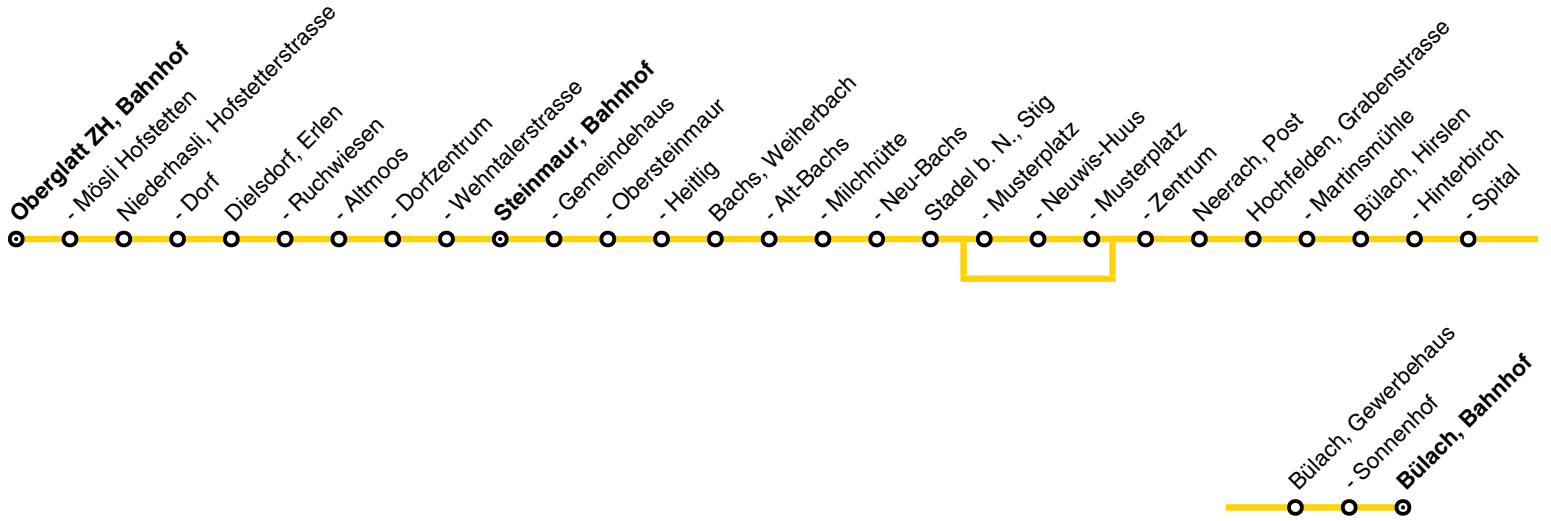 Oberglatt ZH, Bahnhof
- Mösli Hofstetten
Niederhasli, Hofstetterstrasse
- Dorf
Dielsdorf, Erlen
- Ruchwiesen
- Altmoos
- Dorfzentrum
- Wehntalerstrasse
Steinmaur, Bahnhof
- Gemeindehaus
- Obersteinmaur
- Heitlig
Bachs, Weiherbach
- Alt-Bachs
- Milchhütte
- Neu-Bachs
Stadel b. N., Stig
- Musterplatz
- Neuwis-Huus
- Musterplatz
- Zentrum
Neerach, Post
Hochfelden, Grabenstrasse
- Martinsmühle
Bülach, Hirslen
- Hinterbirch
- Spital
Bülach, Gewerbehaus
- Sonnenhof
Bülach, Bahnhof